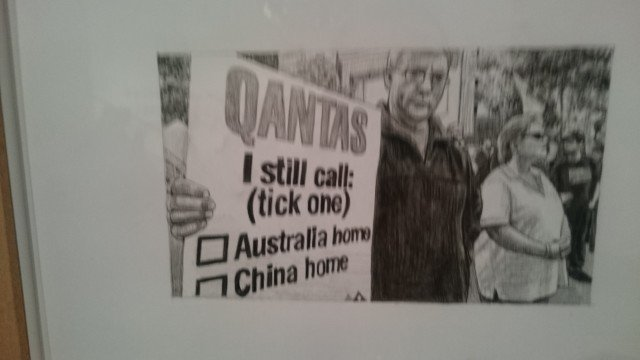 QANTAS
I still call:
(tick one)
Australia home
China home